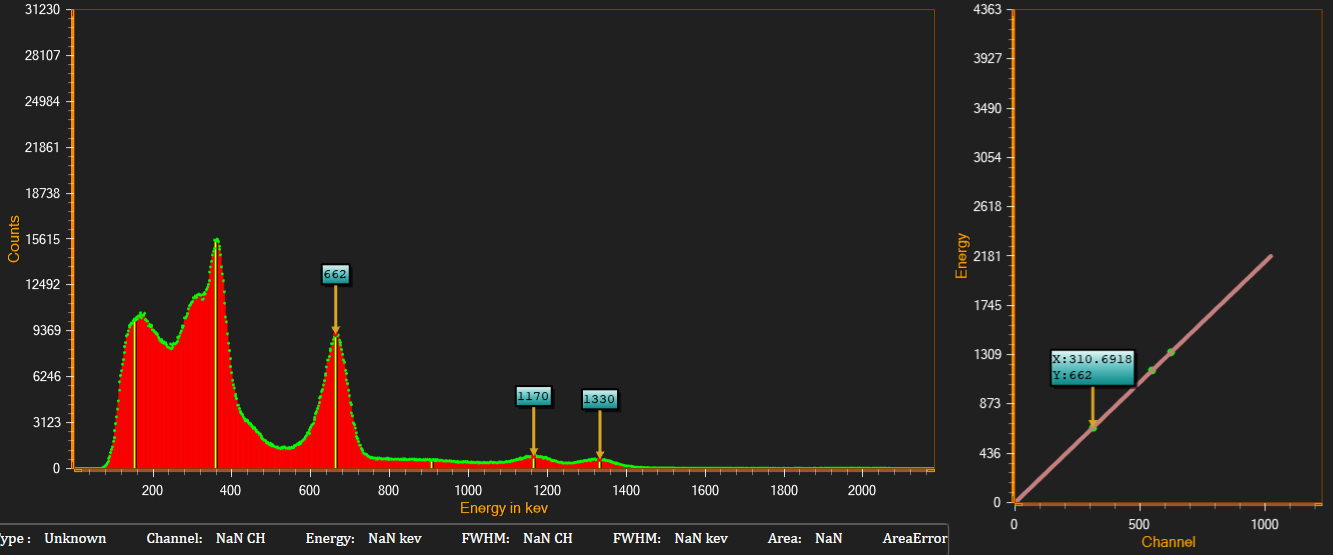 31230
28107
24984
21861
18738
15615
12492
9369
6246
3123
0
Counts
662
1170
1330
200 400 600 800 1000 1200 1400 1600 1800 2000
Energy in kev
4363
3927
3490
3054
2618
2181
1745
1309
873
436
0
Energy
X:310.6918
Y:662
0 500 1000
Channel
ype : Unknown Channel: NaN CH Energy: NaN kev FWHM: NaN CH FWHM: NaN kev Area: NaN AreaError